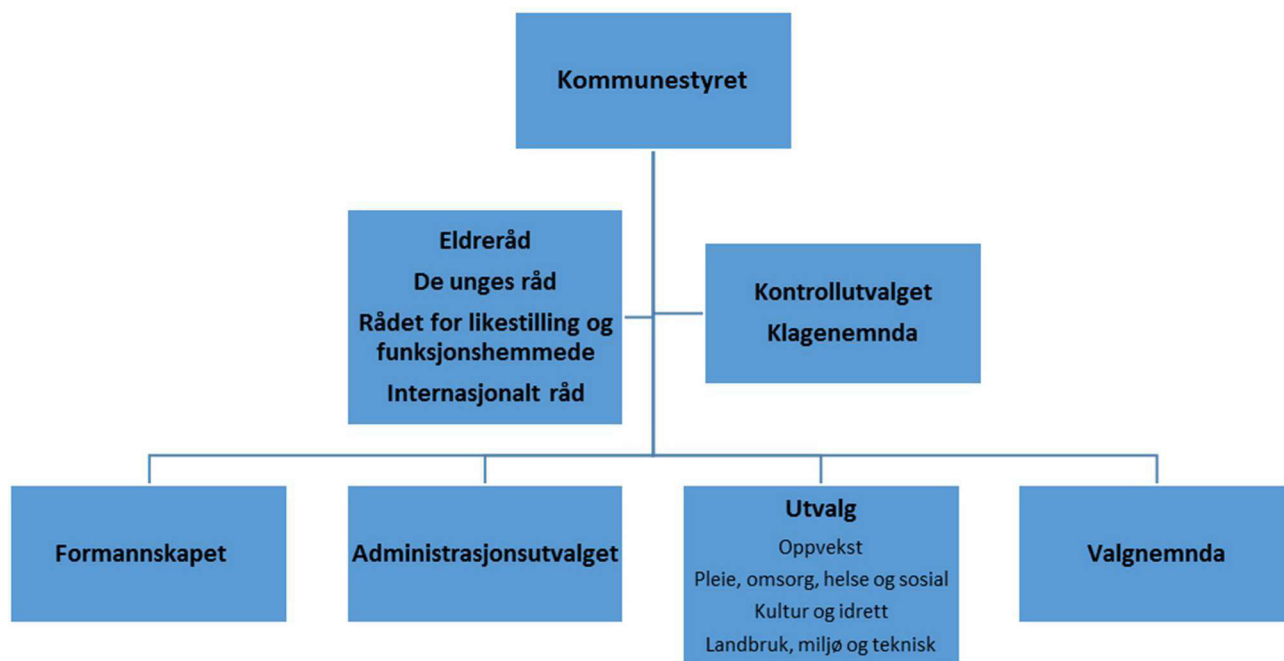 Kommunestyret
Eldreråd
De unges råd
Rådet for likestilling og
funksjonshemmede
Internasjonalt råd
Kontrollutvalget
Klagenemnda
Formannskapet
Administrasjonsutvalget
Utvalg
Oppvekst
Pleie, omsorg, helse og sosial
Kultur og idrett
Landbruk, miljø og teknisk
Valgnemnda